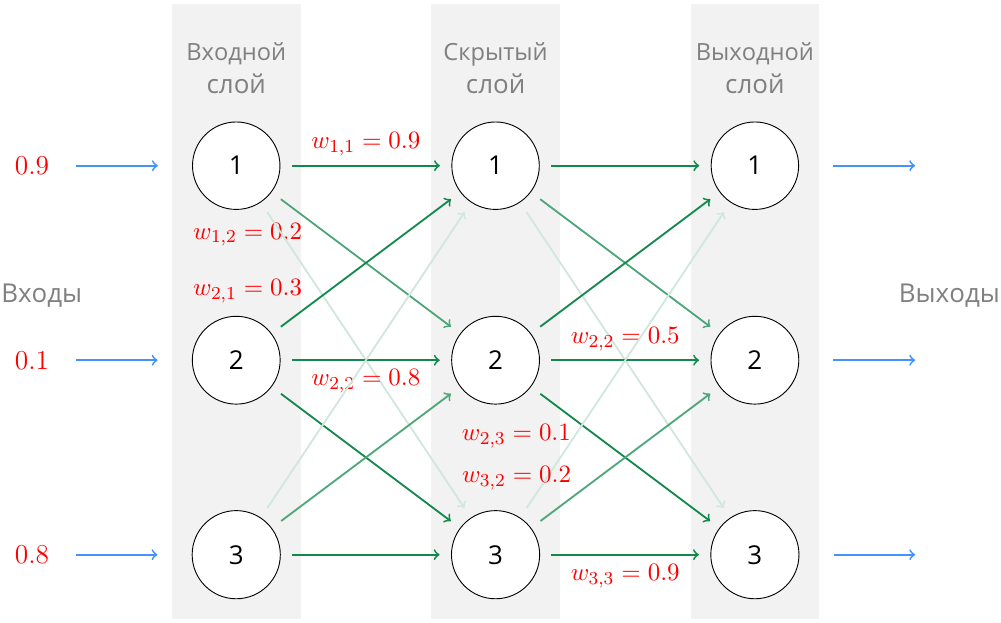 Входной
слой
Скрытый
слой
Выходной
слой
0.9
1
w1,1 = 0.9
1
1
w1,2 = 0.2
w2,1 = 0.3
Входы
Выходы
0.1
2
w2,2 = 0.8
2
w2,2 = 0.5
2
w2,3 = 0.1
w3,2 = 0.2
0.8
3
3
w3,3 = 0.9
3